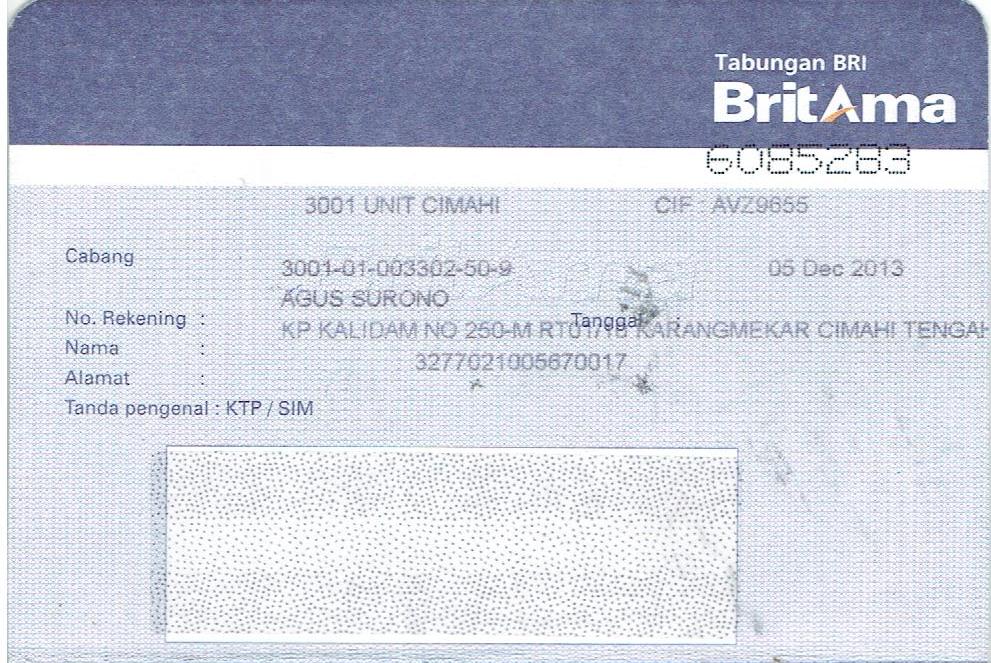 Tabungan BRI
BritAma
6085283
3001 UNIT CIMAHI CIF AVZ9655
Cabang
3001-01-003302-50-9 05 Dec 2013
AGUS SURONO
No. Rekening : Tanggal :
KP KALIDAM NO 250-M RT01/16 KARANGMEKAR CIMAHI TENGAH
Nama :
3277021005670017
Alamat :
Tanda pengenal : KTP / SIM